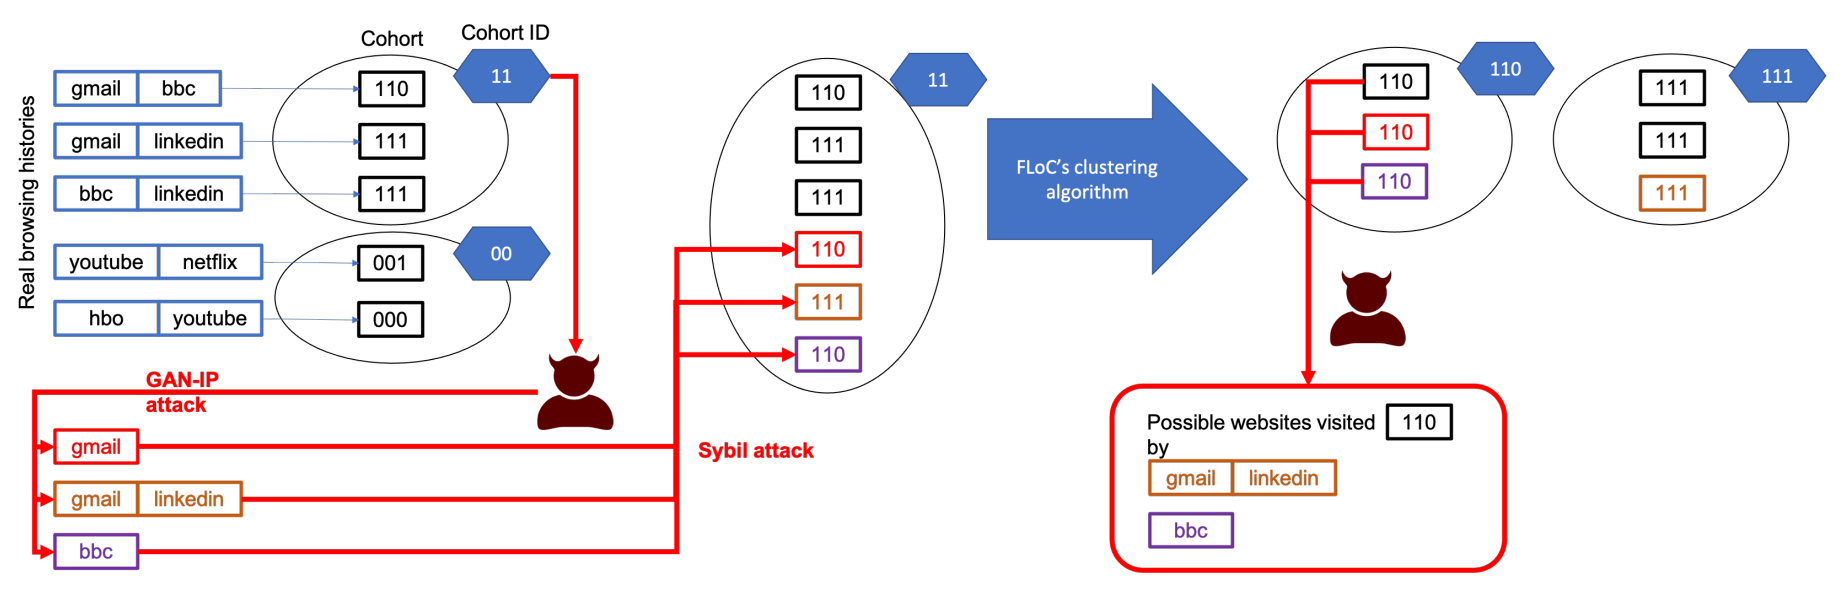 Cohort
Cohort ID
Real browsing histories
gmail bbc
110
11
gmail linkedin
111
bbc linkedin
111
youtube netflix
001
00
hbo youtube
000
GAN-IP
attack
gmail
gmail linkedin
bbc
Sybil attack
11
110
111
111
110
111
110
FLoC's clustering
algorithm
110
110
110
110
111
111
111
111
Possible websites visited 110
by
gmail linkedin
bbc